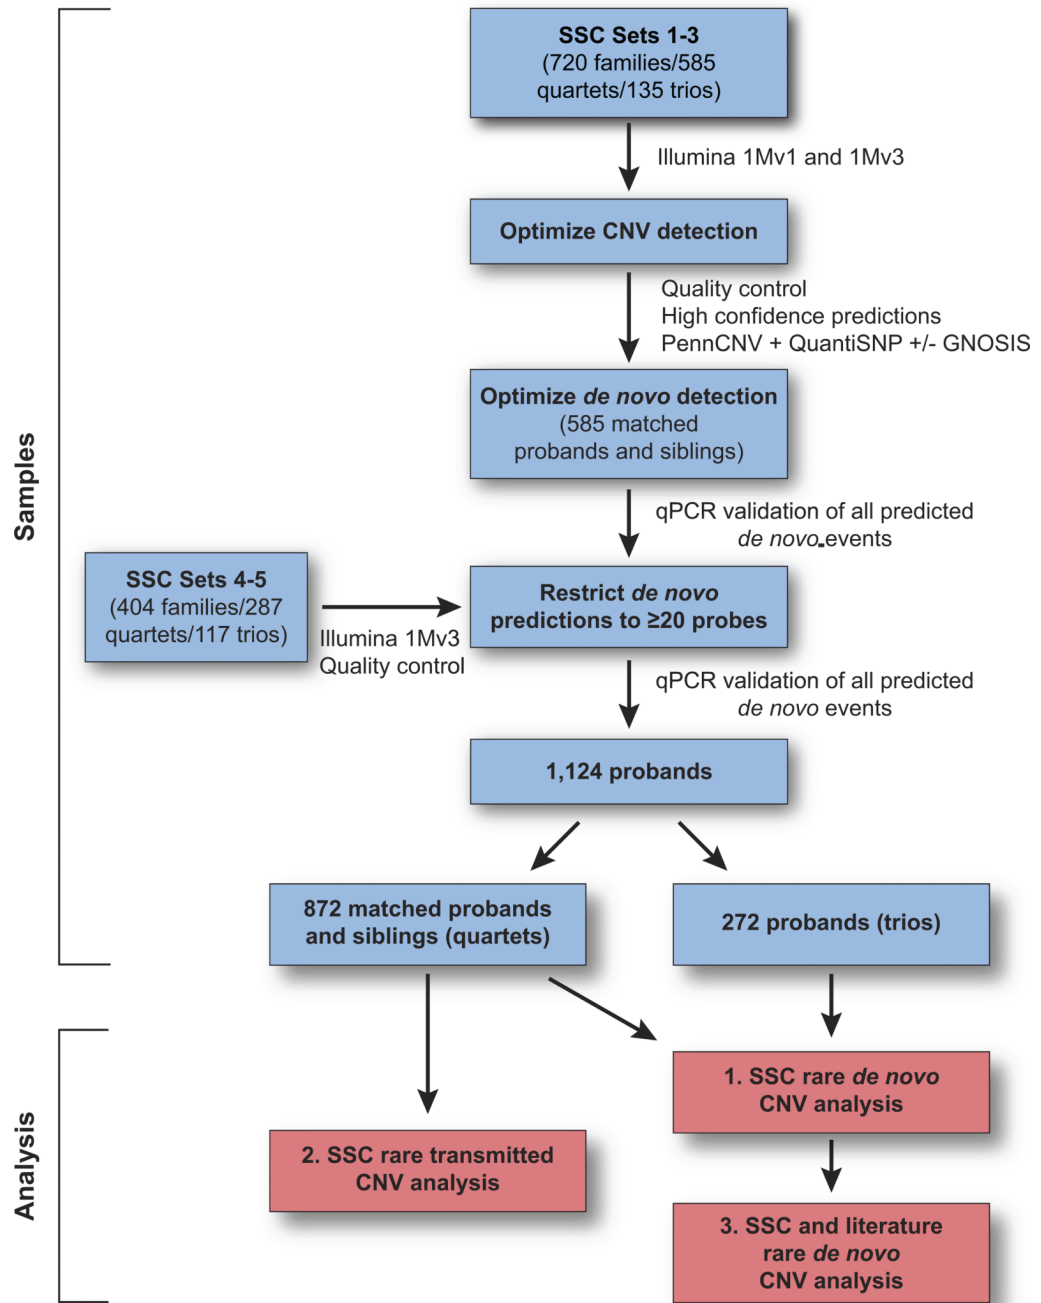 SSC Sets 1-3
(720 families/585
quartets/135 trios)
Illumina 1Mv1 and 1Mv3
Optimize CNV detection
Quality control
High confidence predictions
PennCNV + QuantiSNP +/- GNOSIS
Optimize de novo detection
(585 matched
probands and siblings)
qPCR validation of all predicted
de novo events
Samples
SSC Sets 4-5
(404 families/287
quartets/117 trios)
Illumina 1Mv3
Quality control
Restrict de novo
predictions to ≥20 probes
qPCR validation of all predicted
de novo events
1,124 probands
872 matched probands
and siblings (quartets)
272 probands (trios)
Analysis
1. SSC rare de novo
CNV analysis
2. SSC rare transmitted
CNV analysis
3. SSC and literature
rare de novo
CNV analysis